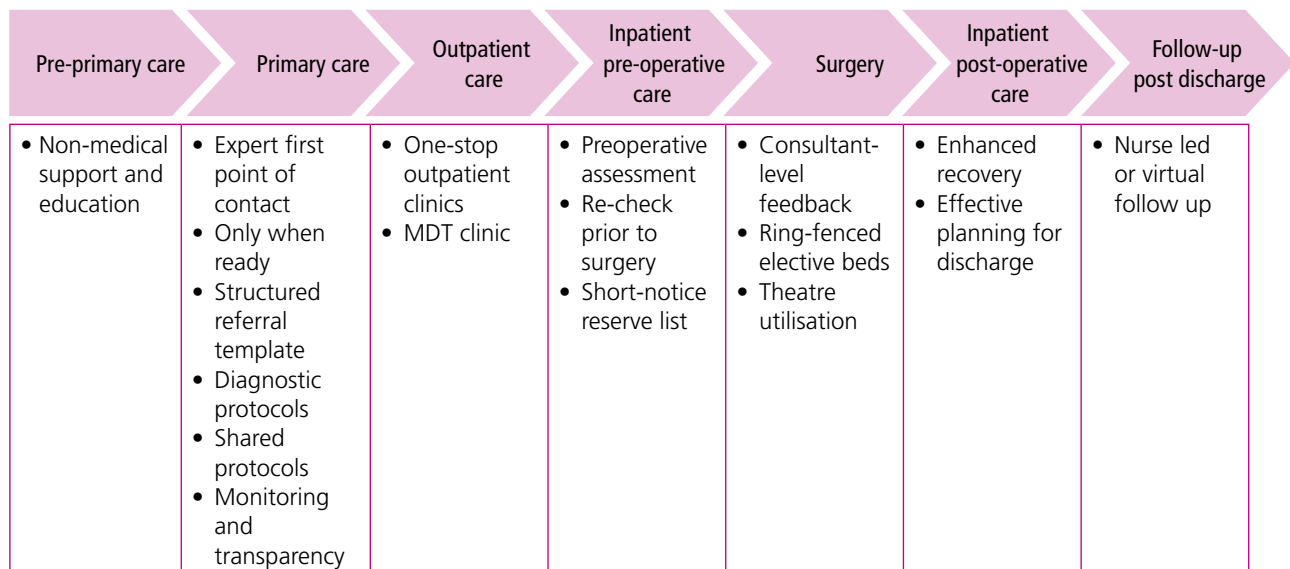 Pre-primary care
Primary care
Outpatient
care
Inpatient
pre-operative
care
Surgery
Inpatient
post-operative
care
Follow-up
post discharge
• Non-medical
support and
education
• Expert first
point of
contact
• Only when
ready
• Structured
referral
template
• Diagnostic
protocols
• Shared
protocols
• Monitoring
and
transparency
• One-stop
outpatient
clinics
• MDT clinic
• Preoperative
assessment
• Re-check
prior to
surgery
• Short-notice
reserve list
• Consultant-
level
feedback
• Ring-fenced
elective beds
• Theatre
utilisation
• Enhanced
recovery
• Effective
planning for
discharge
• Nurse led
or virtual
follow up